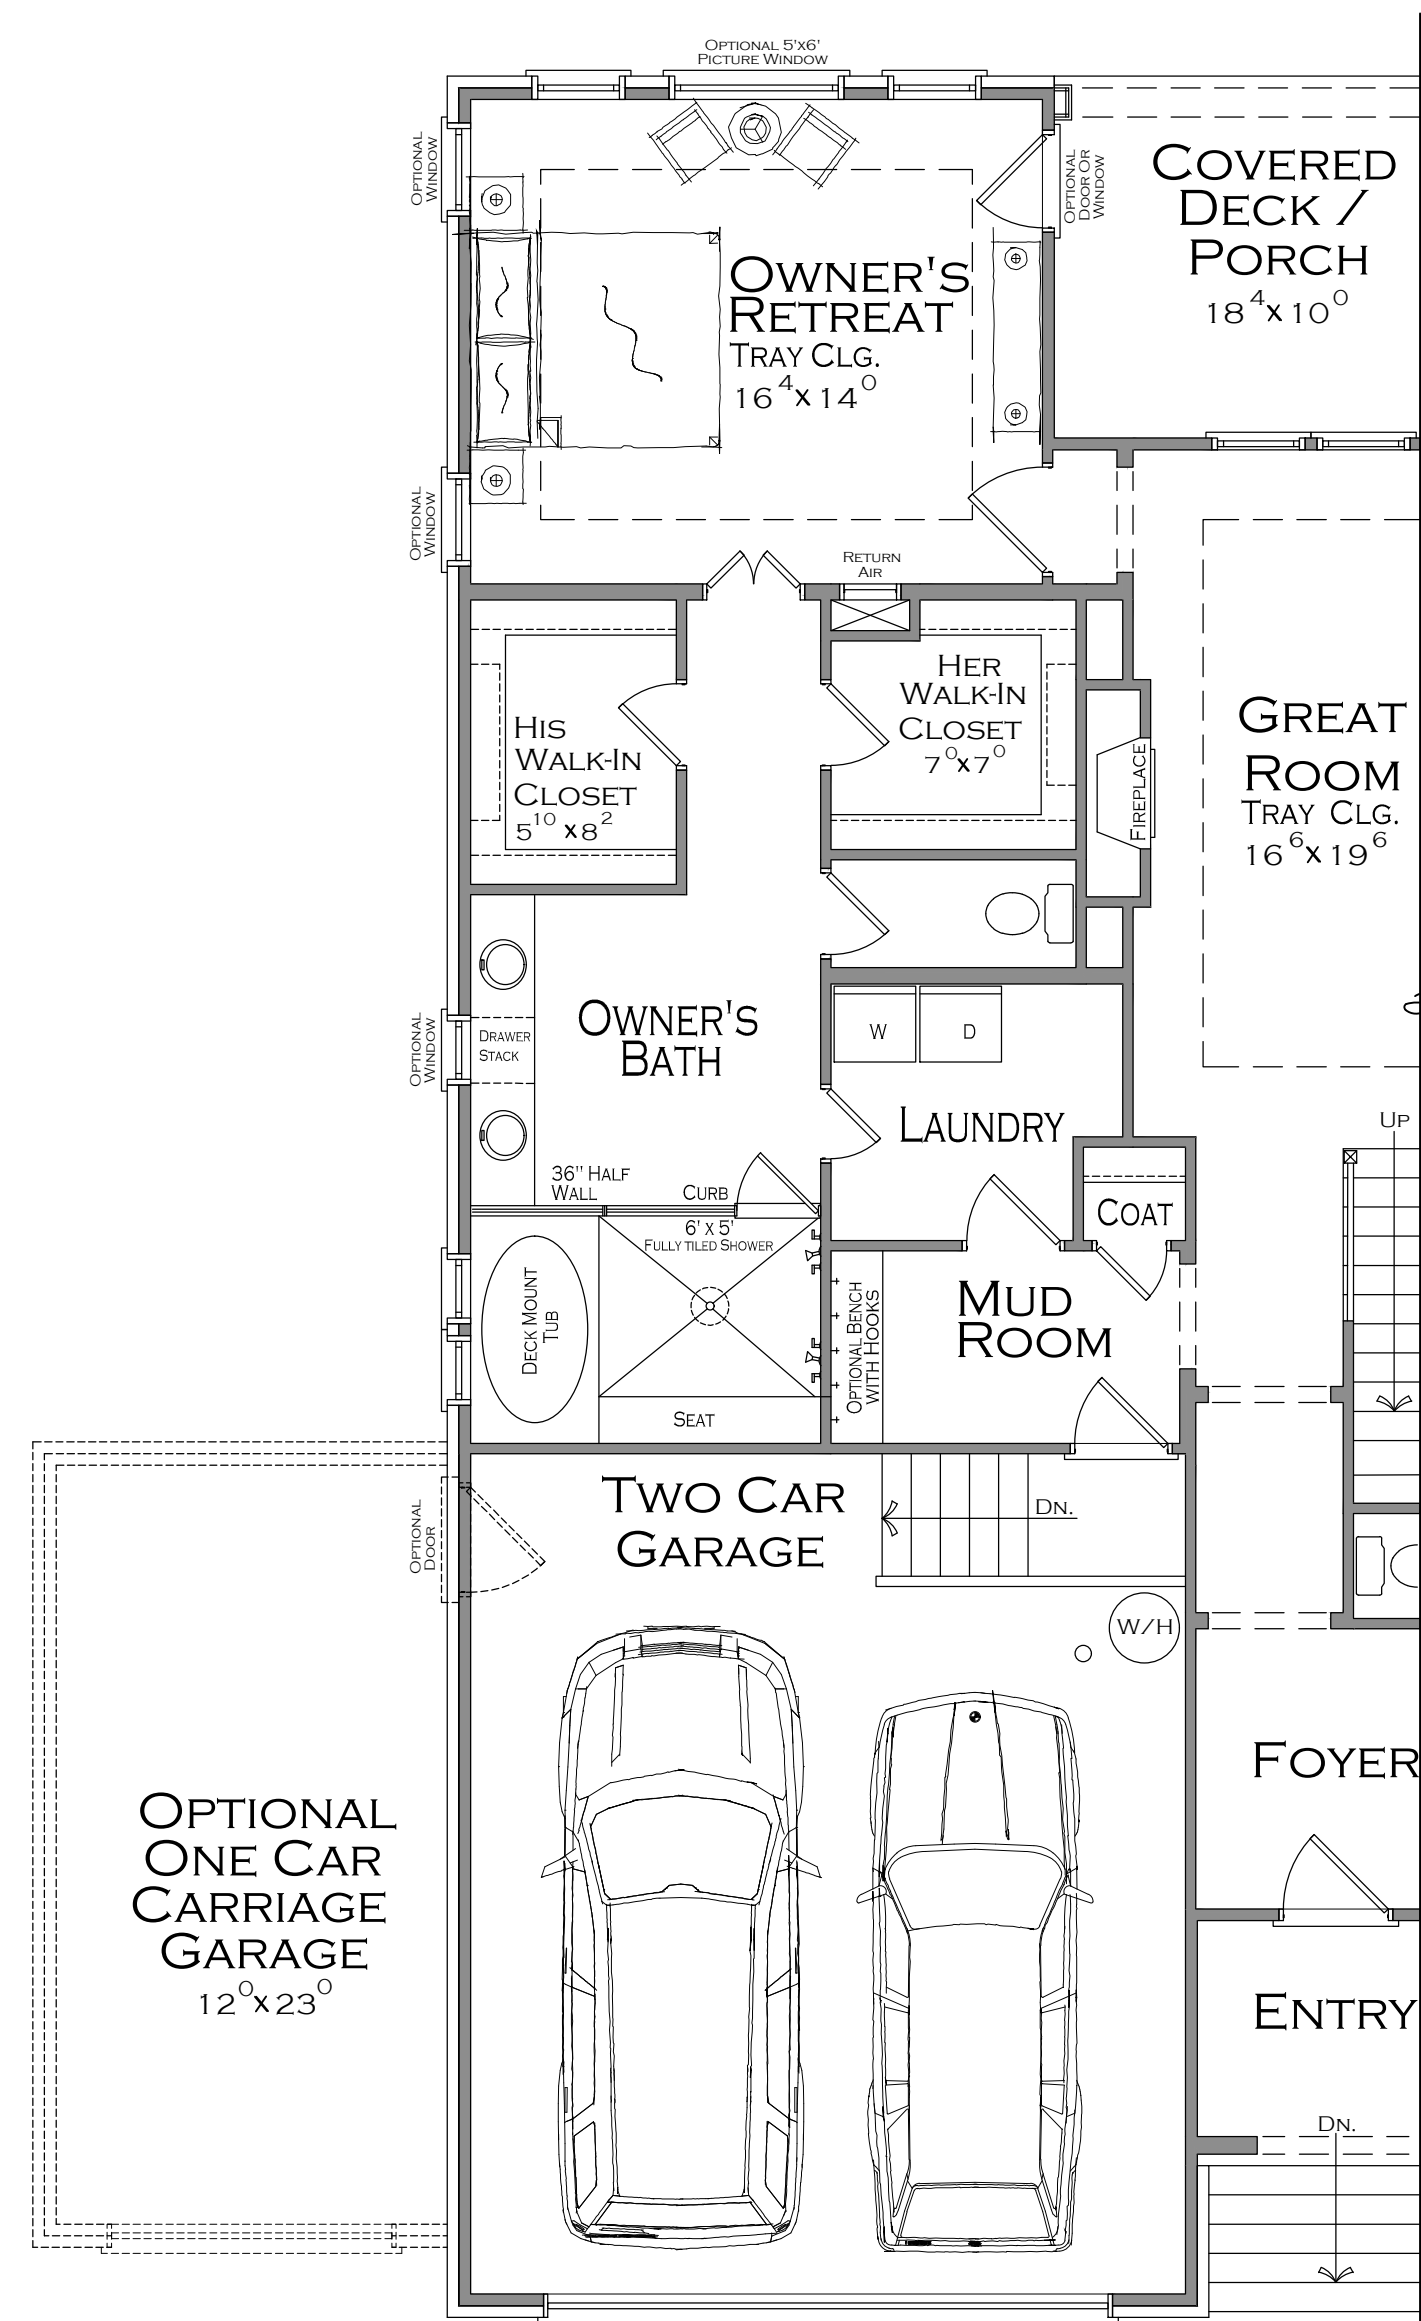 OPTIONAL 5'X6'
PICTURE WINDOW
OPTIONAL
WINDOW
OPTIONAL
DOOR OR
WINDOW
COVERED
DECK /
PORCH
18⁴x10⁰
OWNER'S
RETREAT
TRAY CLG.
16⁴x14⁰
OPTIONAL
WINDOW
RETURN
AIR
HIS
WALK-IN
CLOSET
5¹⁰x8²
HER
WALK-IN
CLOSET
7⁰x7⁰
FIREPLACE
GREAT
ROOM
TRAY CLG.
16⁶x19⁶
OPTIONAL
WINDOW
DRAWER
STACK
OWNER'S
BATH
W
D
LAUNDRY
UP
36" HALF
WALL
CURB
6' X 5'
FULLY TILED SHOWER
COAT
DECK MOUNT
TUB
SEAT
OPTIONAL BENCH
WITH HOOKS
MUD
ROOM
OPTIONAL
DOOR
TWO CAR
GARAGE
DN.
W/H
FOYER
OPTIONAL
ONE CAR
CARRIAGE
GARAGE
12⁰x23⁰
ENTRY
DN.